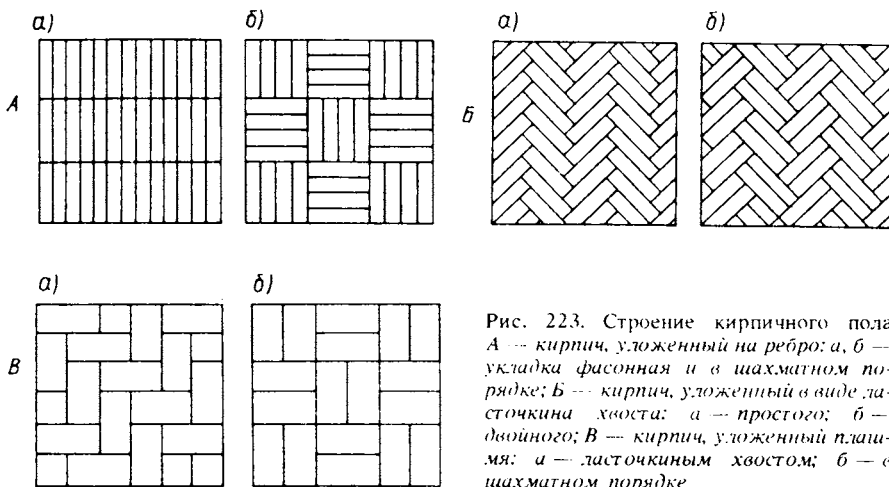 а)
б)
а)
б)
А
Б
а)
б)
В
Рис. 223. Строение кирпичного пола
А — кирпич, уложенный на ребро: а, б —
укладка фасонная и в шахматном по-
рядке; Б — кирпич, уложенный в виде ла-
сточкина хвоста: а — простого; б —
двойного; В — кирпич, уложенный плаш-
мя: а — ласточкиным хвостом; б — в
шахматном порядке